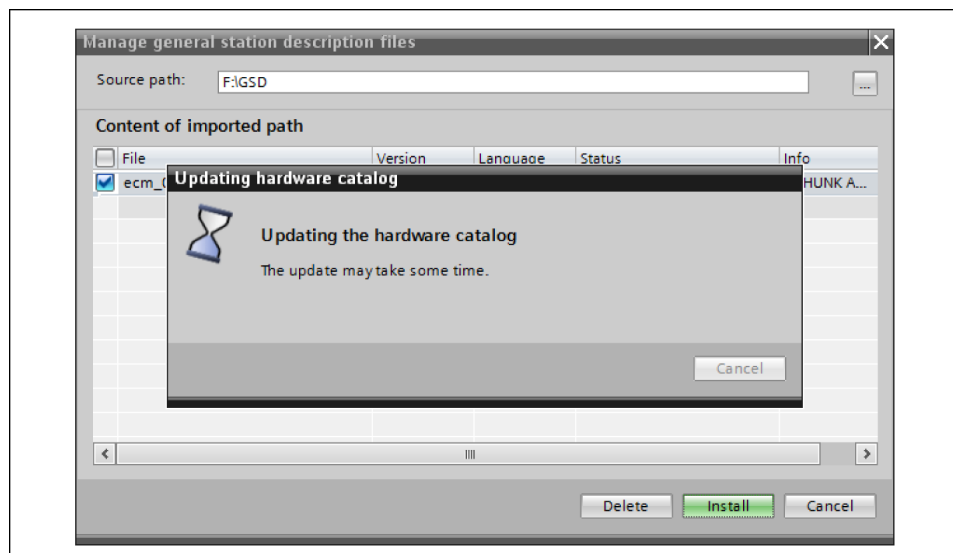 Manage general station description files
Source path: F:\GSD ...
Content of imported path
File Version Language Status Info
ecm_ HUNK A...
Updating hardware catalog
Updating the hardware catalog
The update may take some time.
Cancel
Delete Install Cancel